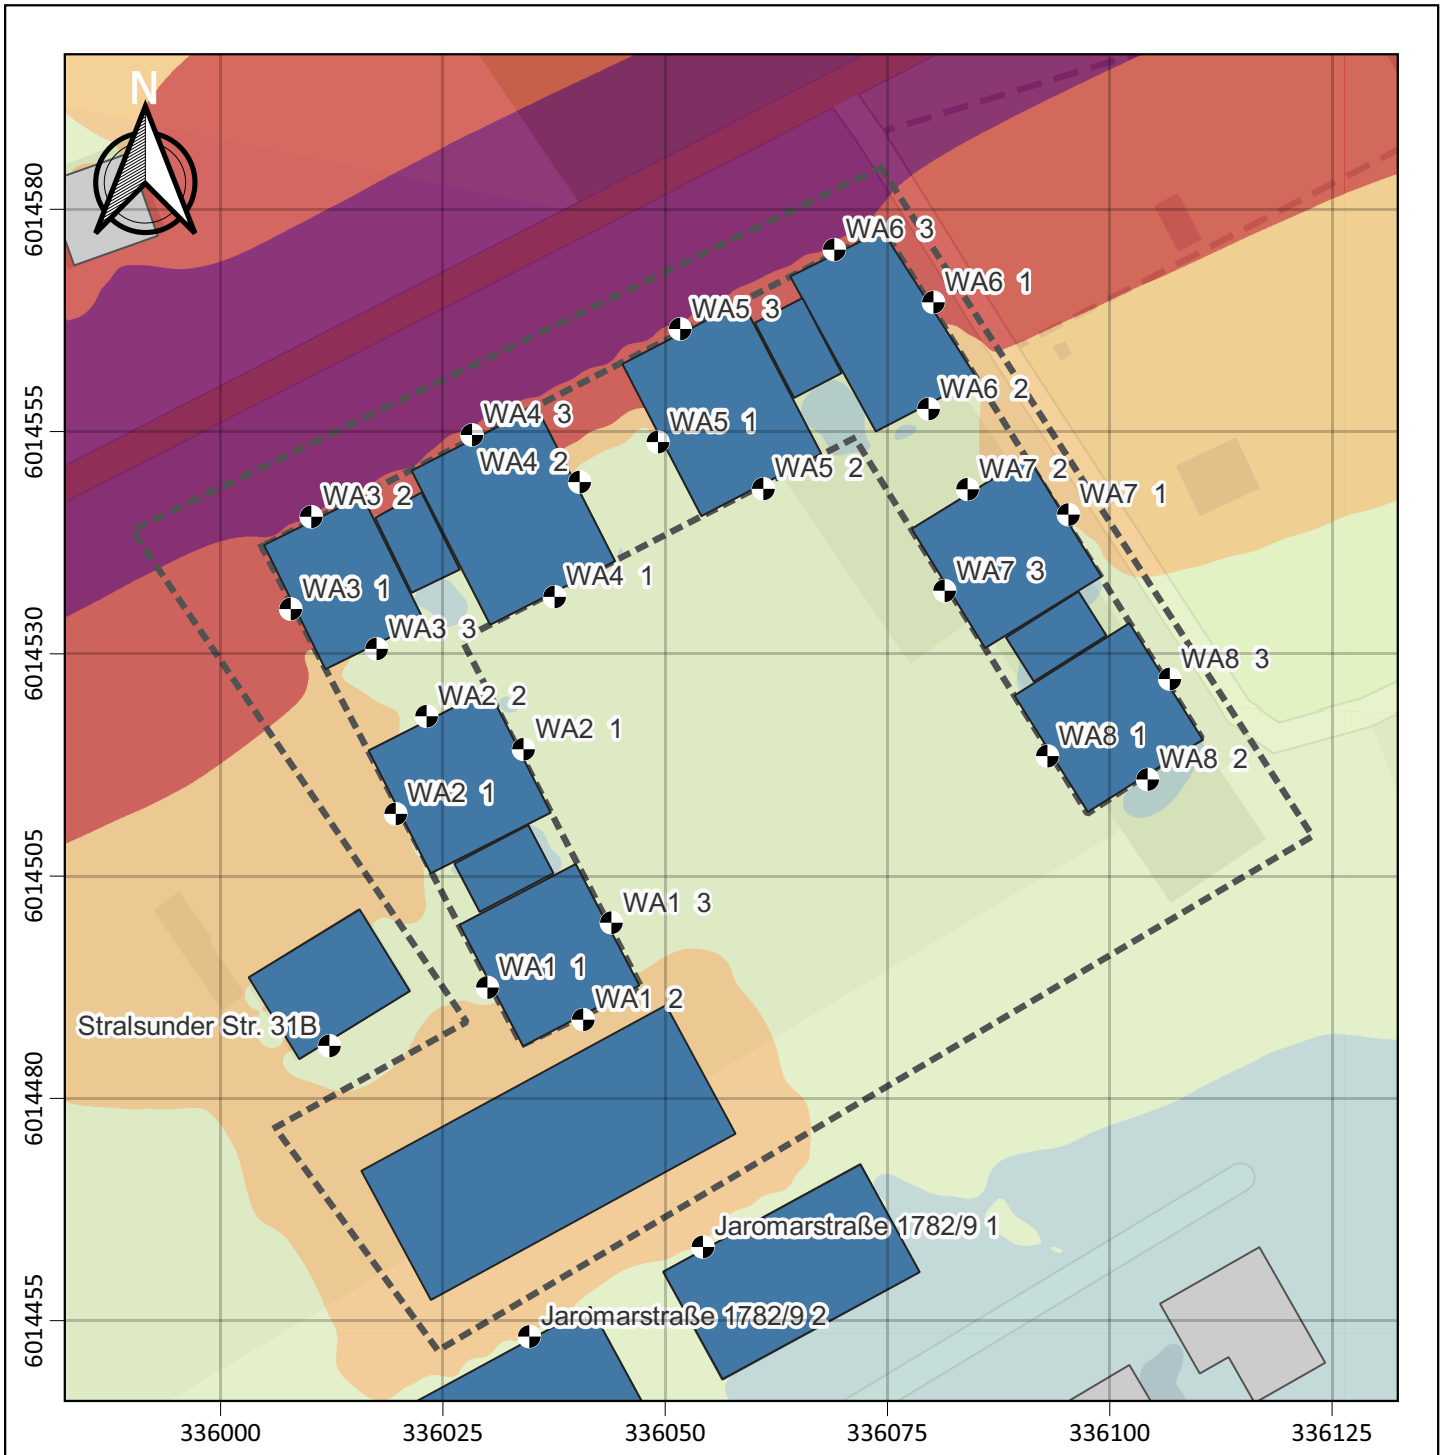 N
6014580
6014555
6014530
6014505
6014480
6014455
WA6 3
WA6 1
WA5 3
WA6 2
WA4 3
WA5 1
WA4 2
WA5 2
WA7 2
WA3 2
WA7 1
WA4 1
WA7 3
WA3 1
WA3 3
WA8 3
WA2 2
WA2 1
WA8 1
WA8 2
WA2 1
WA1 3
WA1 1
WA1 2
Stralsunder Str. 31B
Jaromarstraße 1782/9 1
Jaromarstraße 1782/9 2
336000 336025 336050 336075 336100 336125